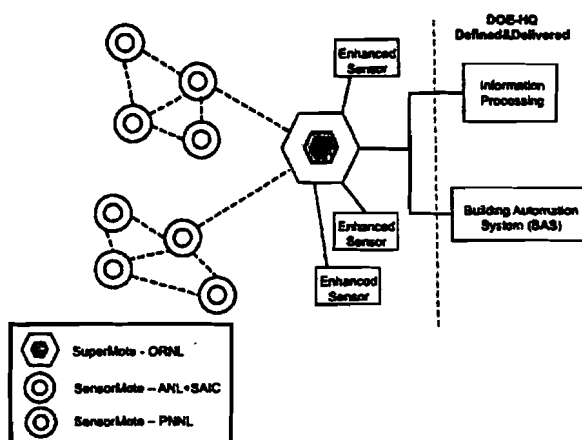 DOE-HQ
Defined&Delivered
Enhanced
Sensor
Information
Processing
Enhanced
Sensor
Building Automation
System (BAS)
Enhanced
Sensor
SuperMote - ORNL
SensorMote – ANL+SAIC
SensorMote – PNNL